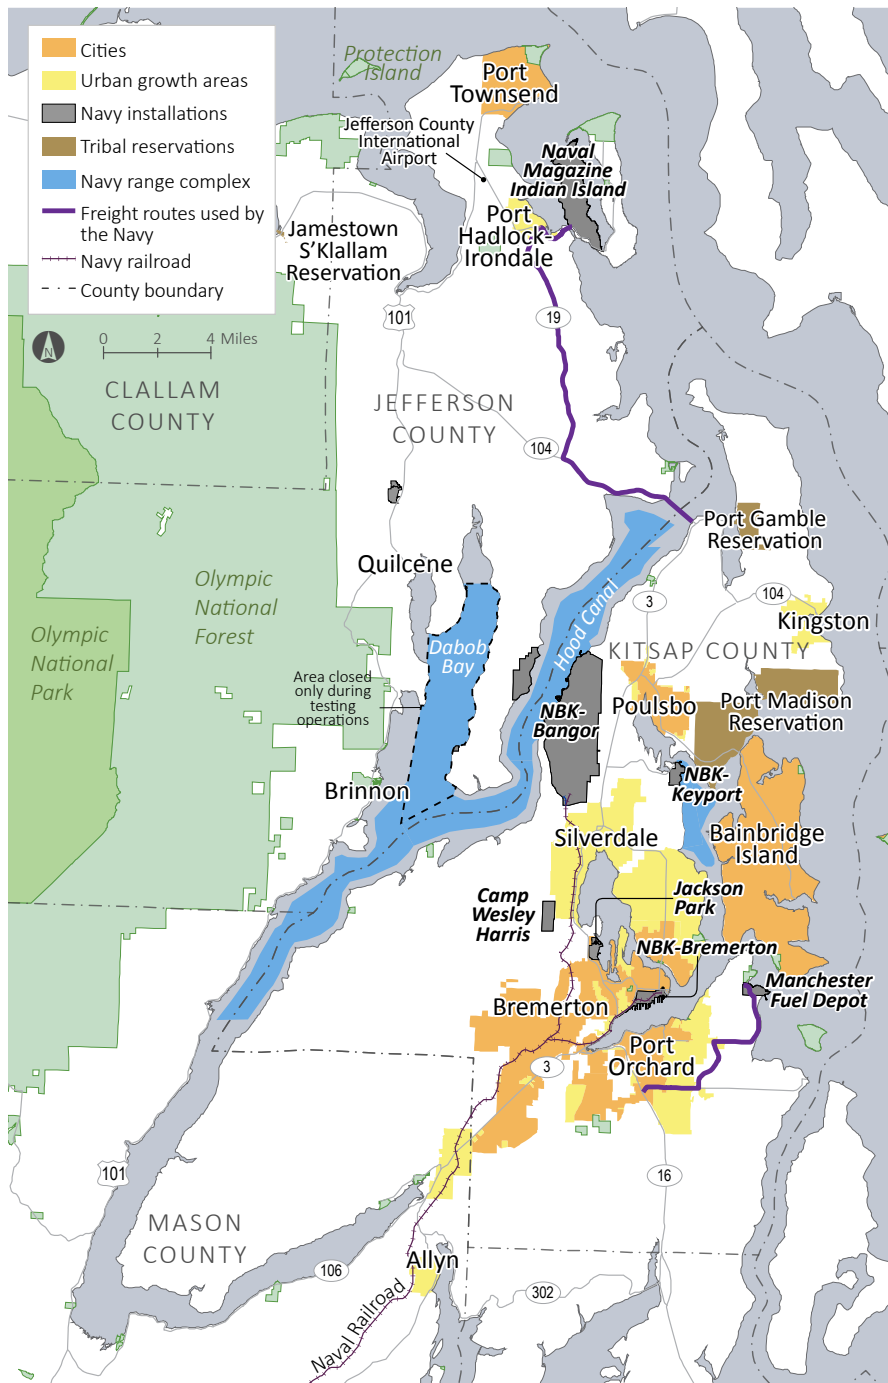 Cities
Urban growth areas
Navy installations
Tribal reservations
Navy range complex
Freight routes used by
the Navy
Navy railroad
County boundary
N
0 2 4 Miles
Protection
Island
Port
Townsend
Jefferson County
International
Airport
Naval
Magazine
Indian Island
Port
Hadlock-
Irondale
Jamestown
S'Klallam
Reservation
101
19
CLALLAM
COUNTY
JEFFERSON
COUNTY
104
Port Gamble
Reservation
Quilcene
Olympic
National
Forest
Hood Canal
3
104
Kingston
Olympic
National
Park
Dabob
Bay
KITSAP COUNTY
Area closed
only during
testing
operations
NBK-
Bangor
Poulsbo
Port Madison
Reservation
Brinnon
NBK-
Keyport
Silverdale
Bainbridge
Island
Camp
Wesley
Harris
Jackson
Park
NBK-Bremerton
Manchester
Fuel Depot
Bremerton
Port
Orchard
3
101
16
MASON
COUNTY
106
Allyn
302
Naval Railroad